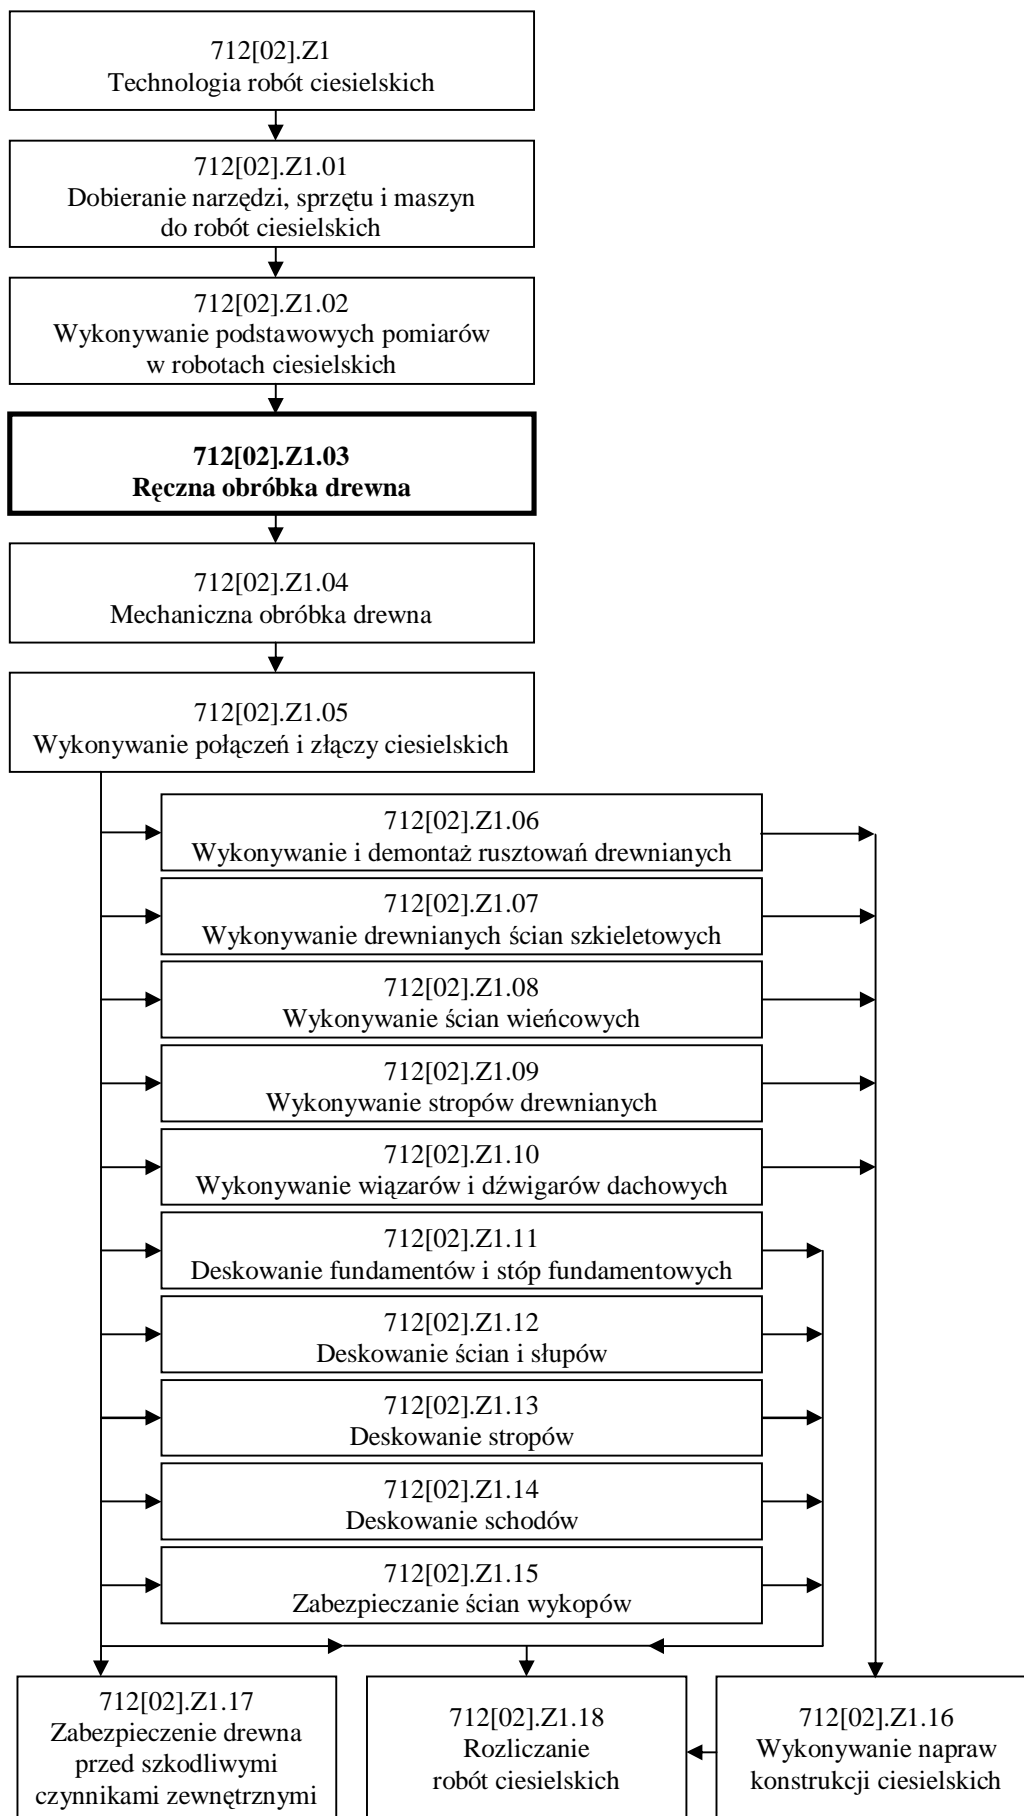 712[02].Z1
Technologia robót ciesielskich
712[02].Z1.01
Dobieranie narzędzi, sprzętu i maszyn
do robót ciesielskich
712[02].Z1.02
Wykonywanie podstawowych pomiarów
w robotach ciesielskich
712[02].Z1.03
Ręczna obróbka drewna
712[02].Z1.04
Mechaniczna obróbka drewna
712[02].Z1.05
Wykonywanie połączeń i złączy ciesielskich
712[02].Z1.06
Wykonywanie i demontaż rusztowań drewnianych
712[02].Z1.07
Wykonywanie drewnianych ścian szkieletowych
712[02].Z1.08
Wykonywanie ścian wieńcowych
712[02].Z1.09
Wykonywanie stropów drewnianych
712[02].Z1.10
Wykonywanie wiązarów i dźwigarów dachowych
712[02].Z1.11
Deskowanie fundamentów i stóp fundamentowych
712[02].Z1.12
Deskowanie ścian i słupów
712[02].Z1.13
Deskowanie stropów
712[02].Z1.14
Deskowanie schodów
712[02].Z1.15
Zabezpieczanie ścian wykopów
712[02].Z1.17
Zabezpieczenie drewna
przed szkodliwymi
czynnikami zewnętrznymi
712[02].Z1.18
Rozliczanie
robót ciesielskich
712[02].Z1.16
Wykonywanie napraw
konstrukcji ciesielskich